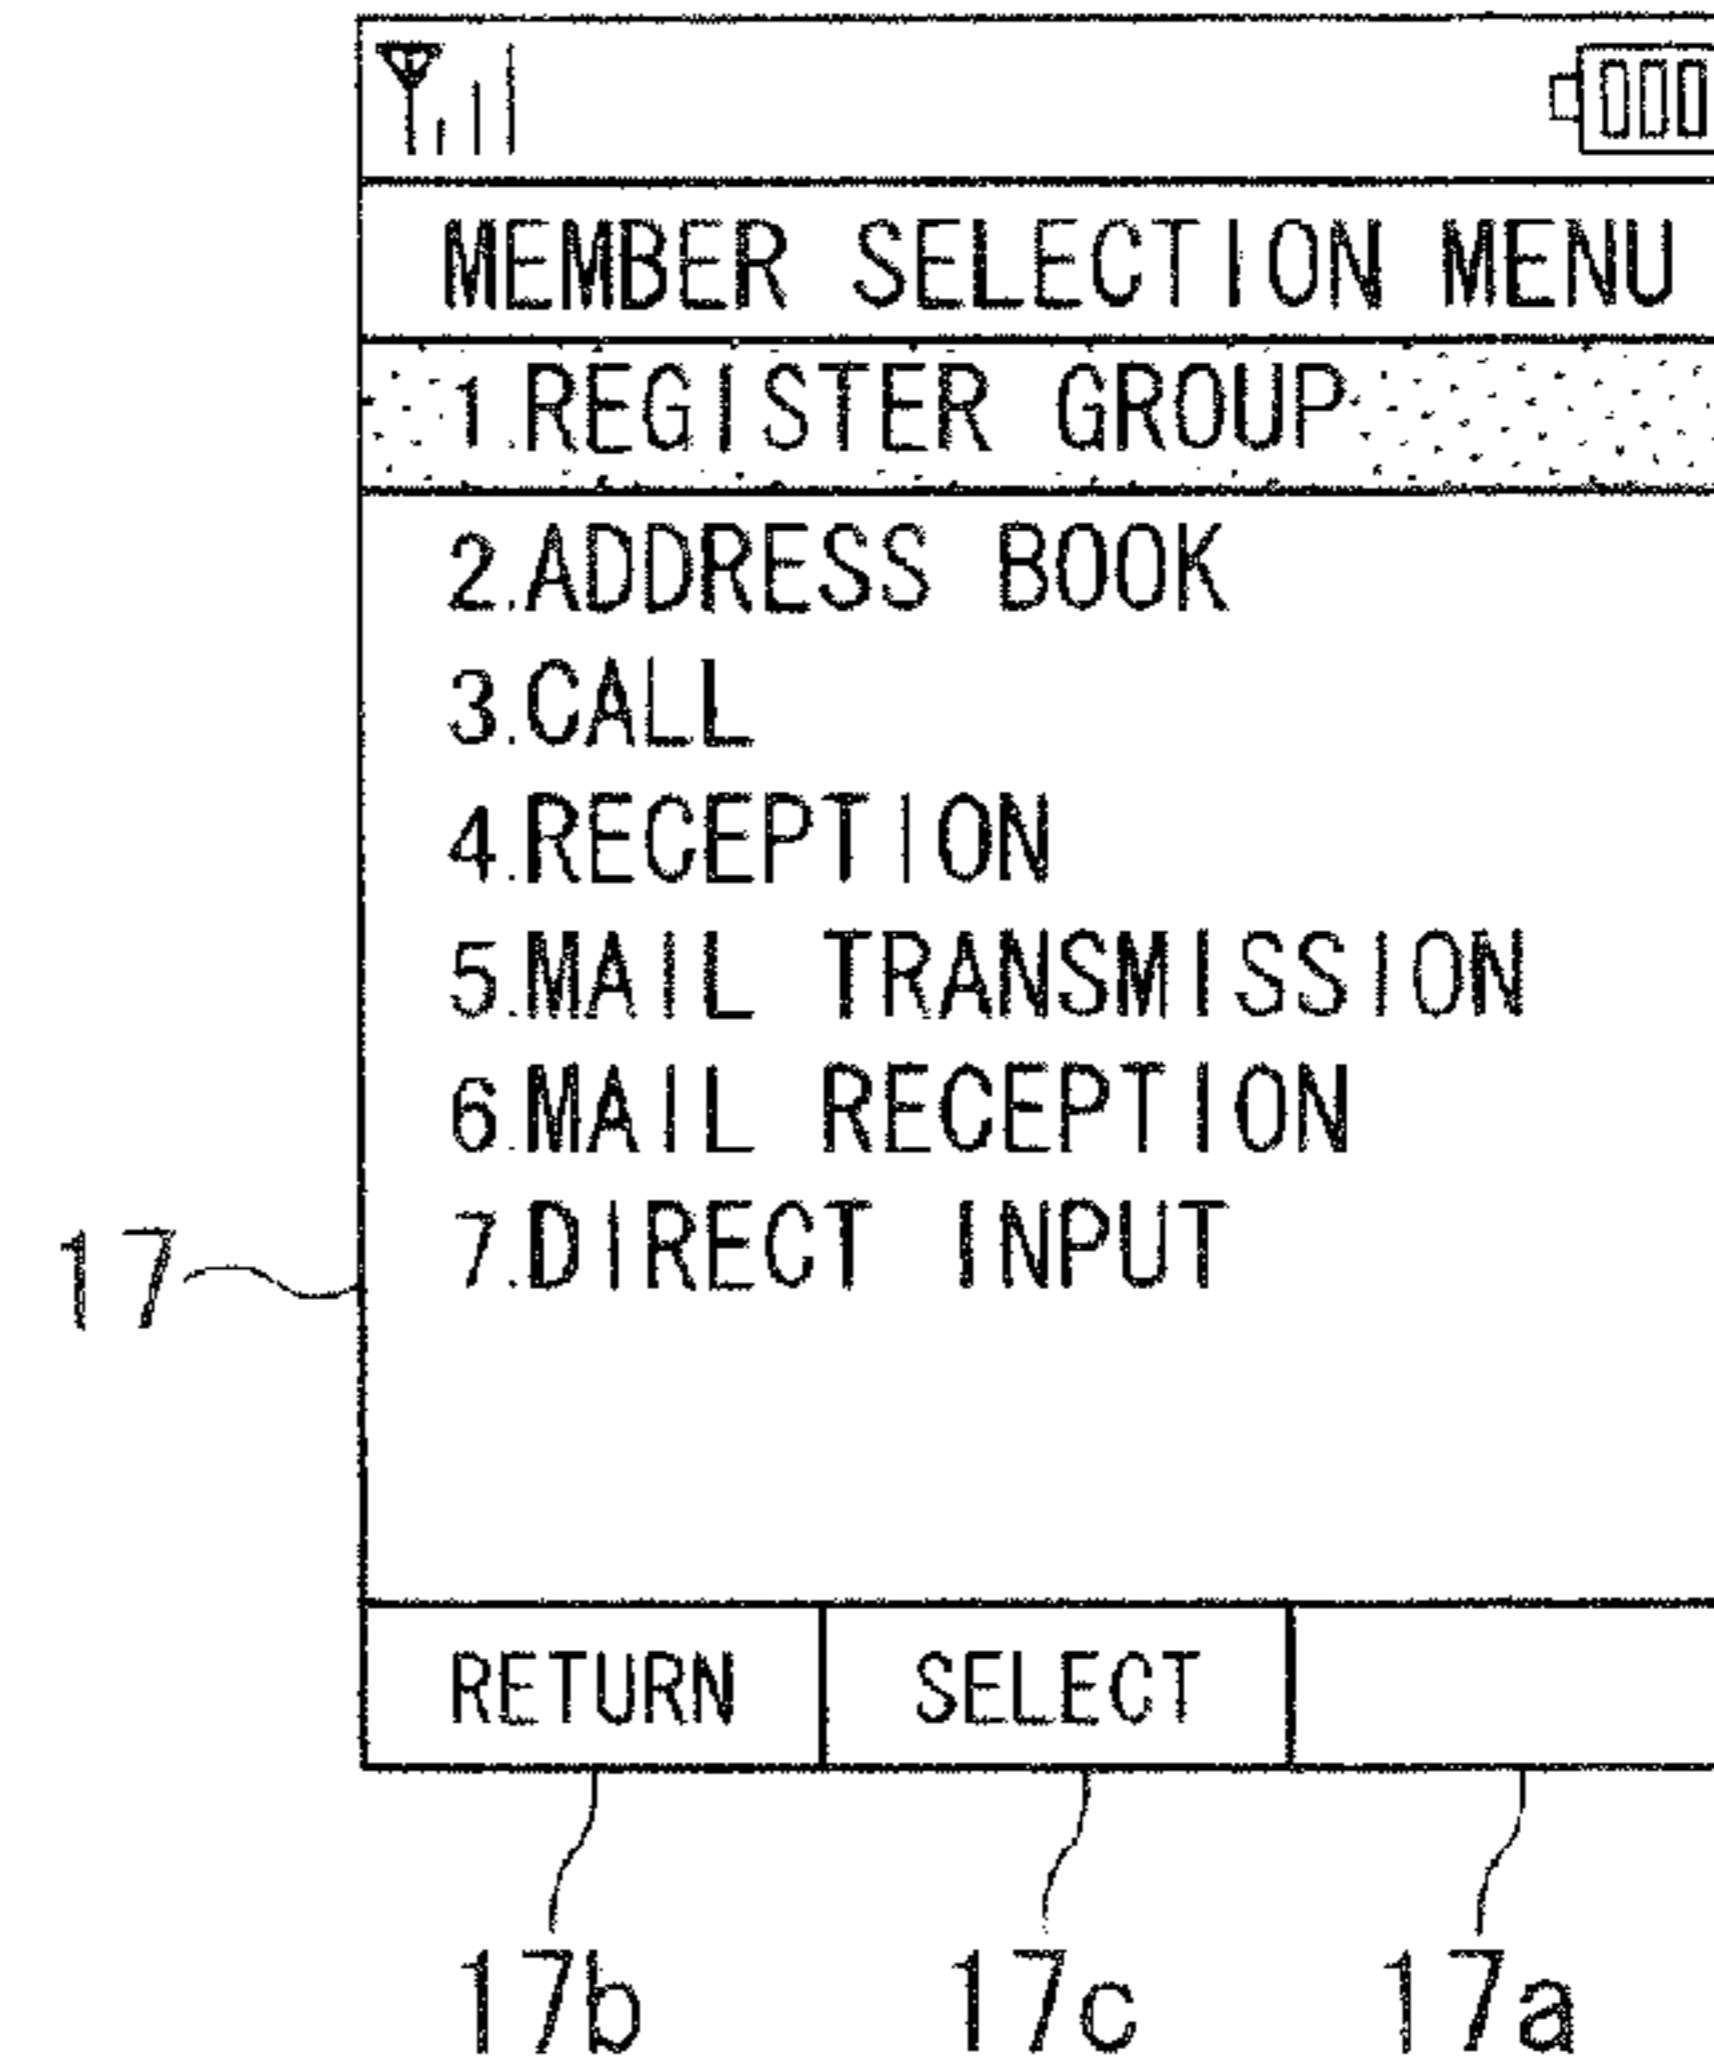 MEMBER SELECTION MENU
1.REGISTER GROUP
2.ADDRESS BOOK
3.CALL
4.RECEPTION
5.MAIL TRANSMISSION
6.MAIL RECEPTION
7.DIRECT INPUT
17
RETURN SELECT
17b 17c 17a